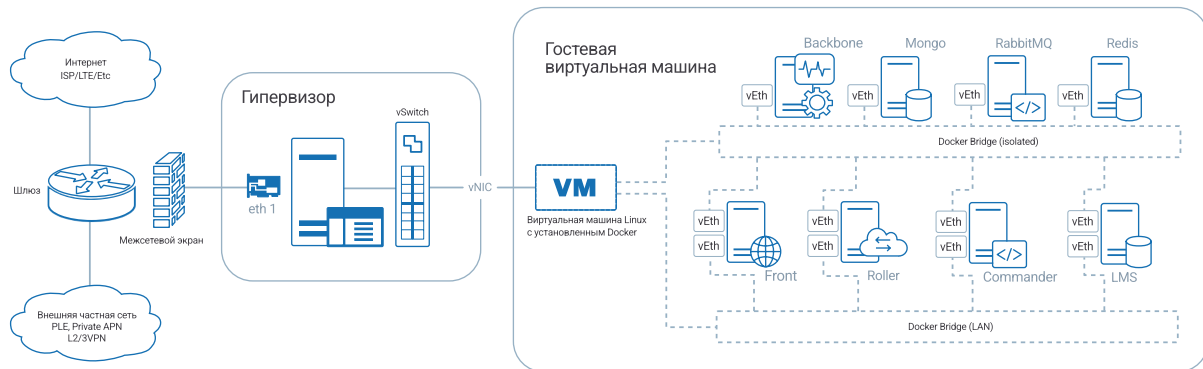 Интернет
ISP/LTE/Etc
Шлюз
Межсетевой экран
Внешняя частная сеть
PLE, Private APN
L2/3VPN
Гипервизор
eth 1
vSwitch
vNIC
VM
Виртуальная машина Linux
с установленным Docker
Гостевая
виртуальная машина
Backbone
Mongo
RabbitMQ
Redis
vEth
vEth
vEth
vEth
Docker Bridge (isolated)
vEth
vEth
vEth
vEth
vEth
vEth
vEth
vEth
Front
Roller
Commander
LMS
Docker Bridge (LAN)